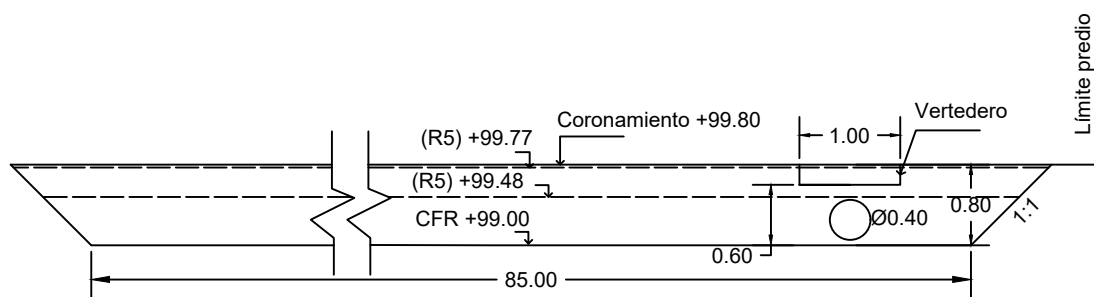 Límite predio
Coronamiento +99.80
Vertedero
(R5) +99.77
1.00
(R5) +99.48
CFR +99.00
Ø0.40
0.80
1:1
0.60
85.00